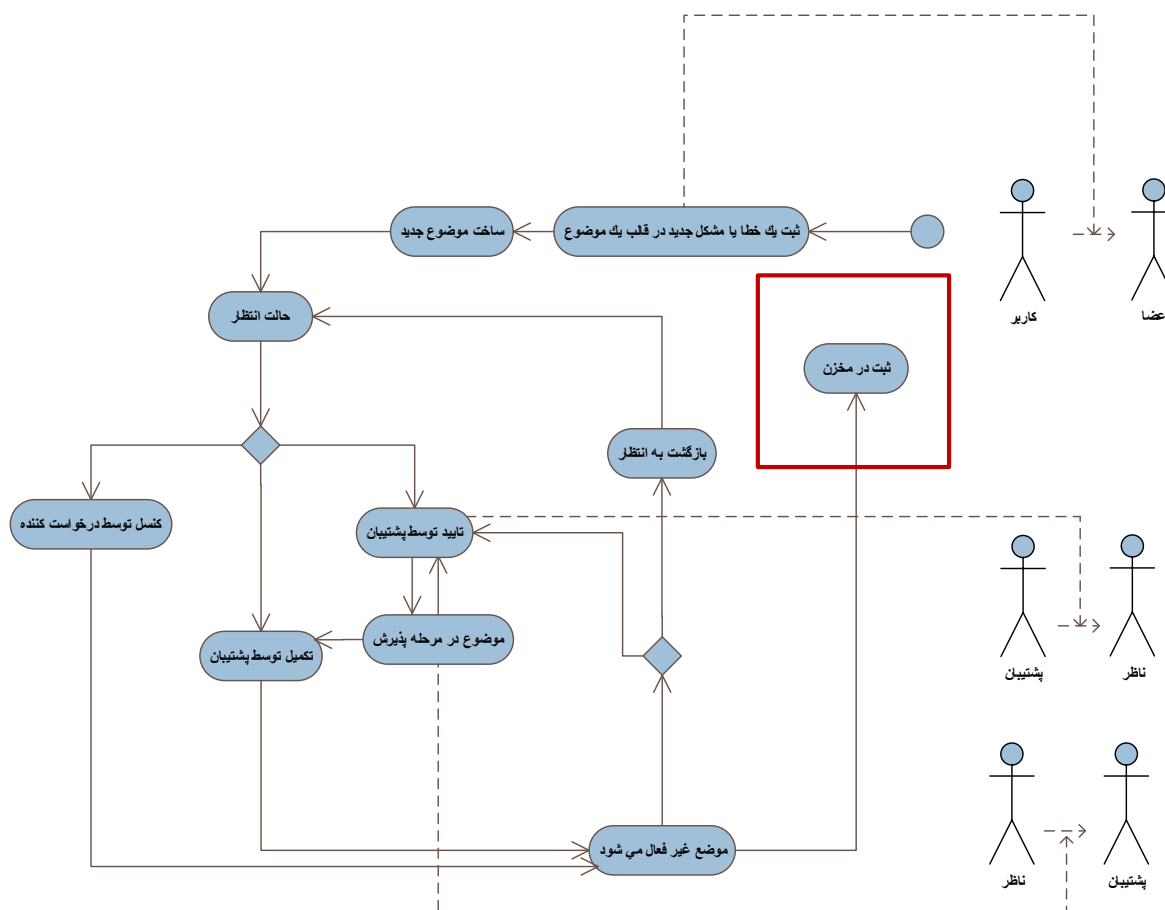 ثبت يك خطا يا مشكل جديد در قالب يك موضوع
ساخت موضوع جديد
حالت انتظار
كاربر
عضا
ثبت در مخزن
بازگشت به انتظار
كنسل توسط درخواست كننده
تاييد توسط پشتيبان
موضوع در مرحله پذيرش
تكميل توسط پشتيبان
پشتيبان
ناظر
موضع غير فعال مي شود
ناظر
پشتيبان